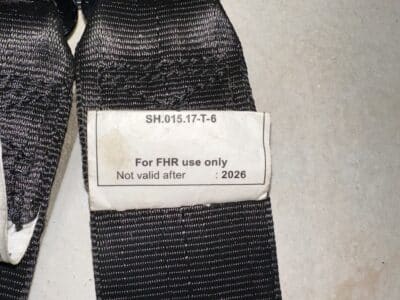 SH.015.17-T-6
For FHR use only
Not valid after : 2026